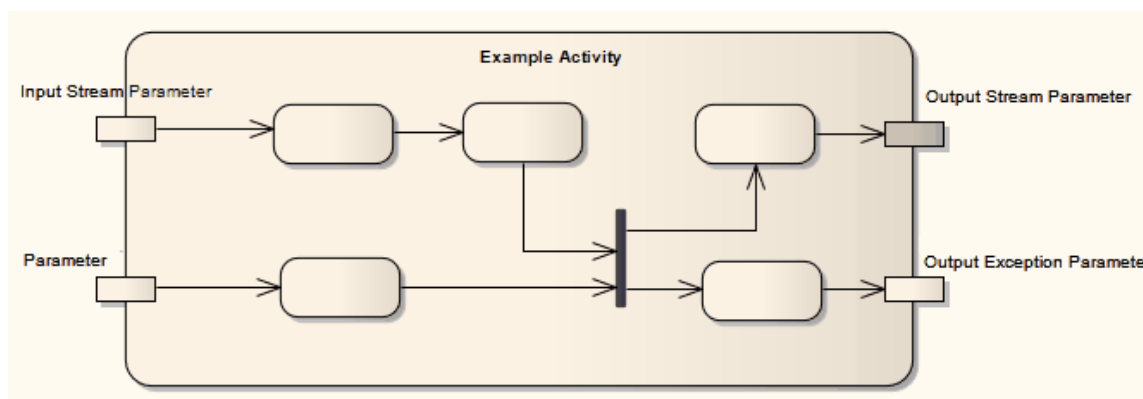 Example Activity
Input Stream Parameter
Output Stream Parameter
Parameter
Output Exception Paramete